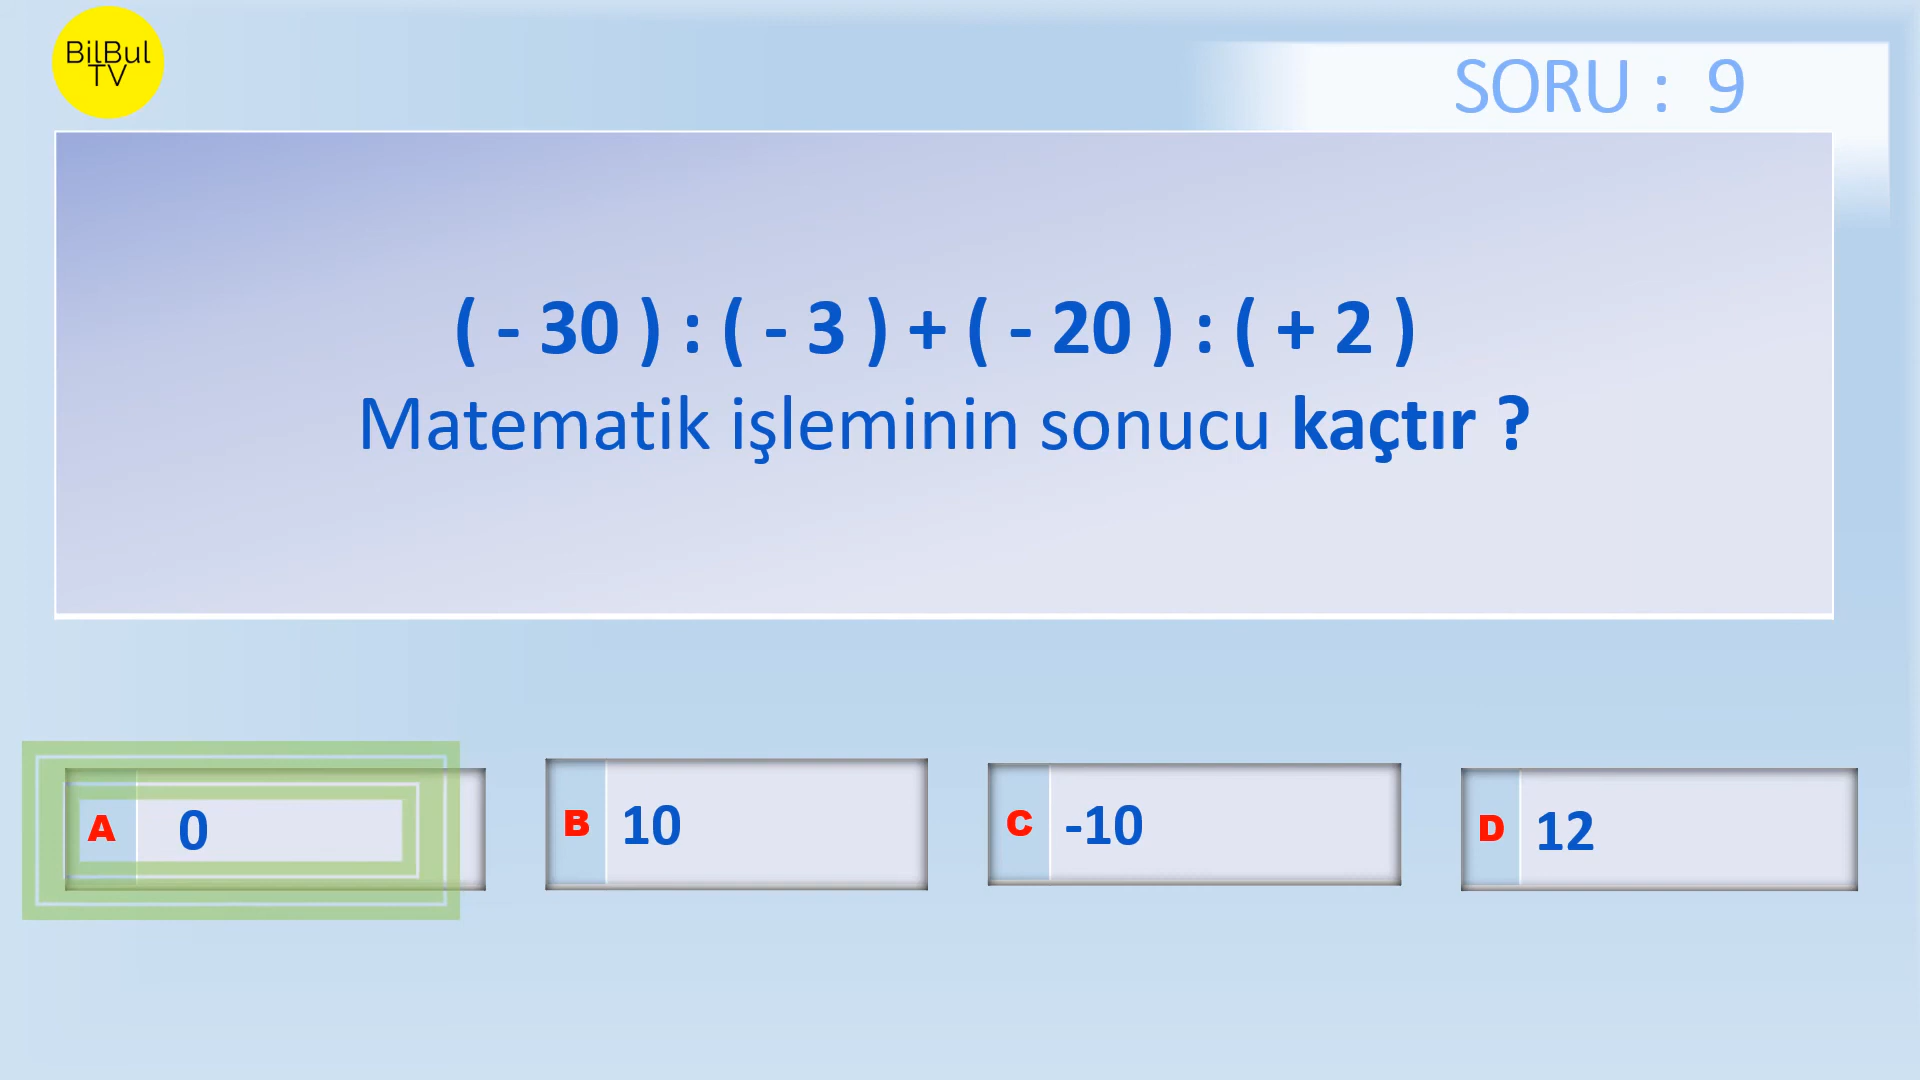 BilBul
TV
SORU : 9
( - 30 ) : ( - 3 ) + ( - 20 ) : ( + 2 )
Matematik işleminin sonucu kaçtır ?
A 0
B 10
C -10
D 12